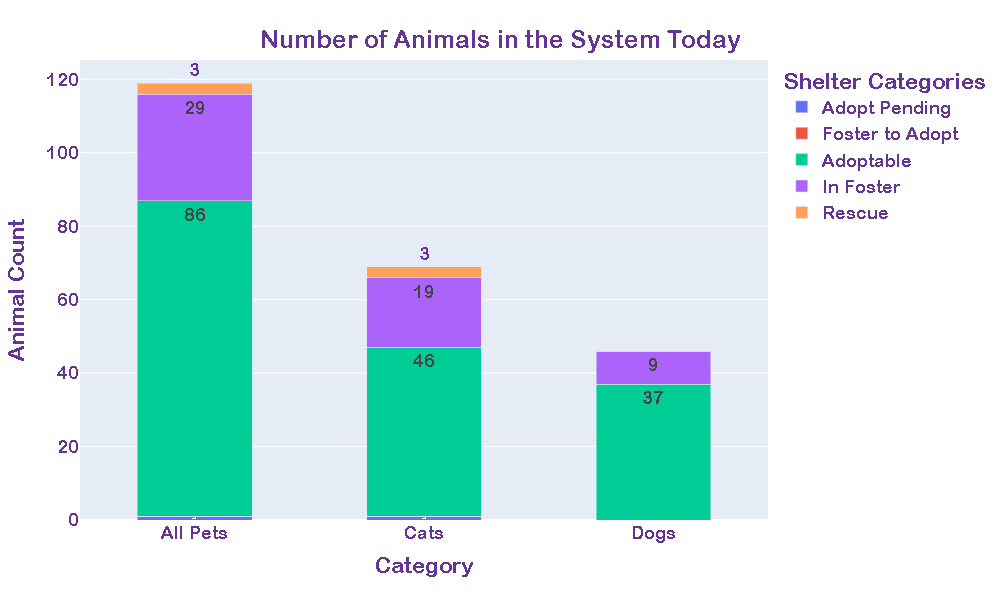 Number of Animals in the System Today
Shelter Categories
Adopt Pending
Foster to Adopt
Adoptable
In Foster
Rescue
Animal Count
120
100
80
60
40
20
0
3
29
86
3
19
46
9
37
All Pets
Cats
Dogs
Category